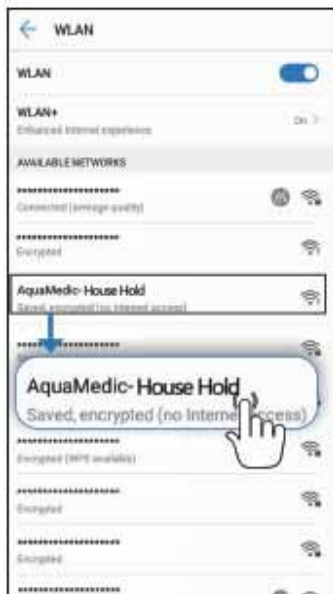 WLAN
WLAN
WLAN+
On >
Enhanced Internet experience
AVAILABLE NETWORKS
********************
Connected (average quality)
********************
Encrypted
AquaMedic- House Hold
Saved, encrypted (no Internet access)
********************
AquaMedic- House Hold
Saved, encrypted (no Internet access)
********************
Encrypted (WPS available)
********************
Encrypted
********************
Encrypted
********************